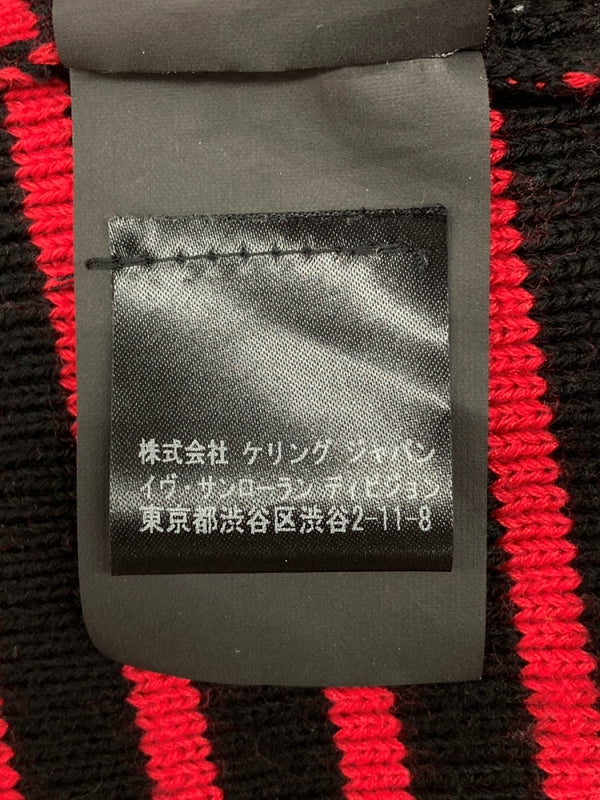 株式会社 ケリング ジャパン
イヴ・サンローラン ディビジョン
東京都渋谷区渋谷2-11-8